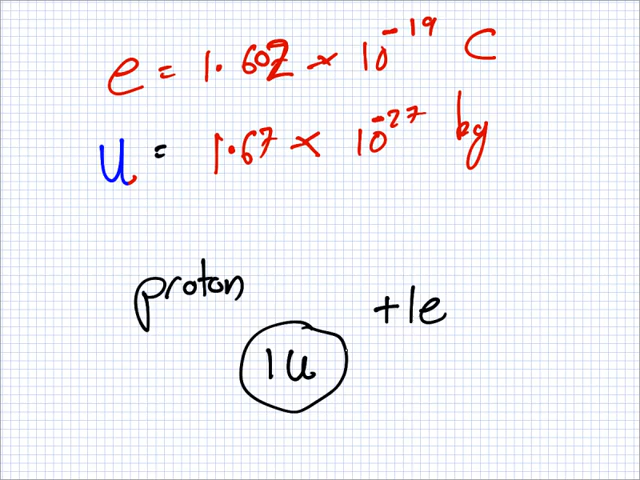 e = 1.602 × 10⁻¹⁹ C
u = 1.67 × 10⁻²⁷ kg
proton +1e
1u